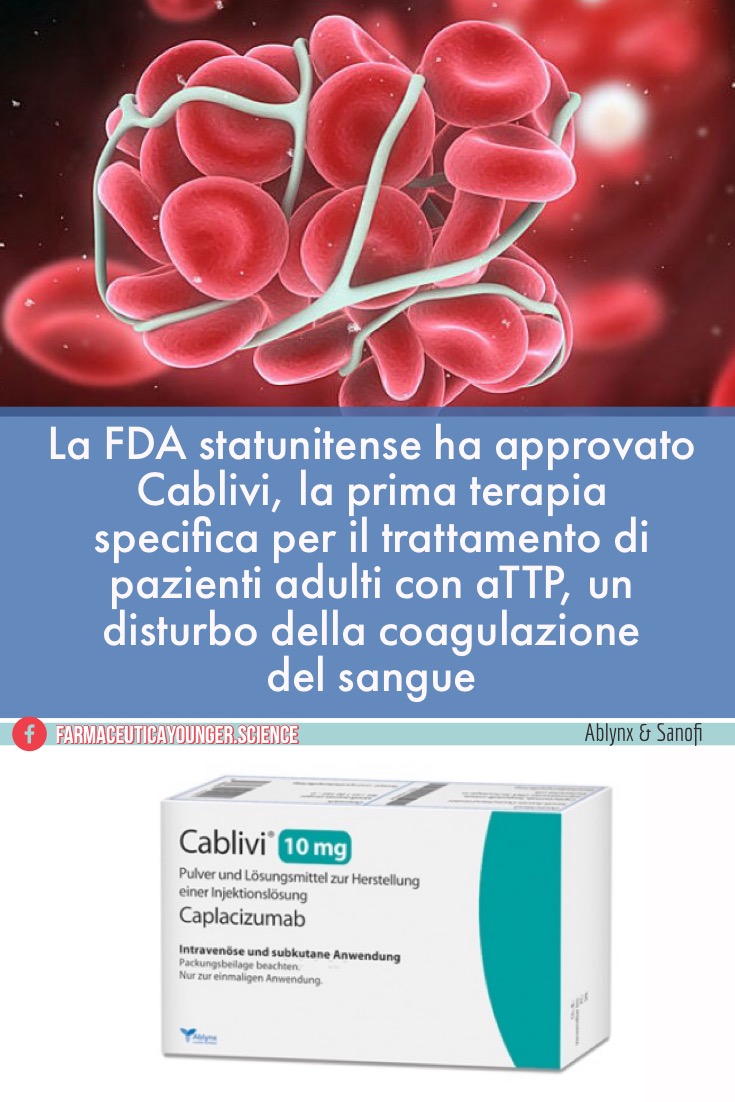 La FDA statunitense ha approvato
Cablivi, la prima terapia
specifica per il trattamento di
pazienti adulti con aTTP, un
disturbo della coagulazione
del sangue
f FARMACEUTICAYOUNGER.SCIENCE
Ablynx & Sanofi
Cablivi® 10 mg
Pulver und Lösungsmittel zur Herstellung
einer Injektionslösung
Caplacizumab
Intravenöse und subkutane Anwendung
Packungsbeilage beachten.
Nur zur einmaligen Anwendung.
Ablynx